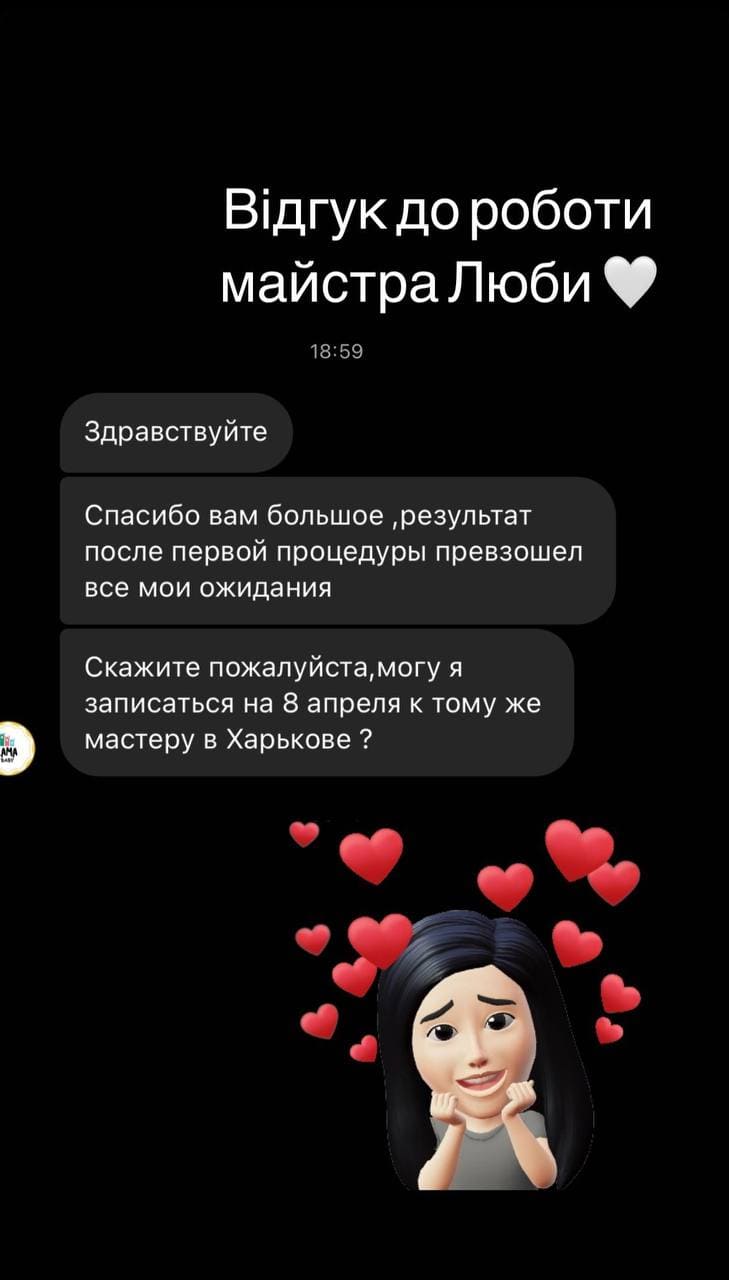 Відгук до роботи
майстра Люби 🤍
18:59
Здравствуйте
Спасибо вам большое ,результат
после первой процедуры превзошел
все мои ожидания
Скажите пожалуйста,могу я
записаться на 8 апреля к тому же
мастеру в Харькове ?
BABY